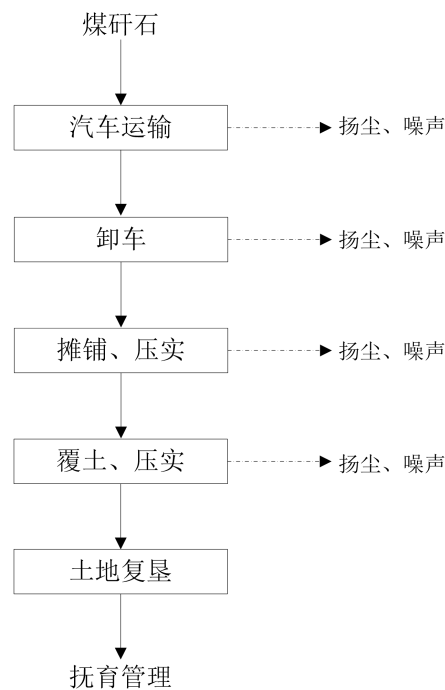 煤矸石
汽车运输
扬尘、噪声
卸车
扬尘、噪声
摊铺、压实
扬尘、噪声
覆土、压实
扬尘、噪声
土地复垦
抚育管理